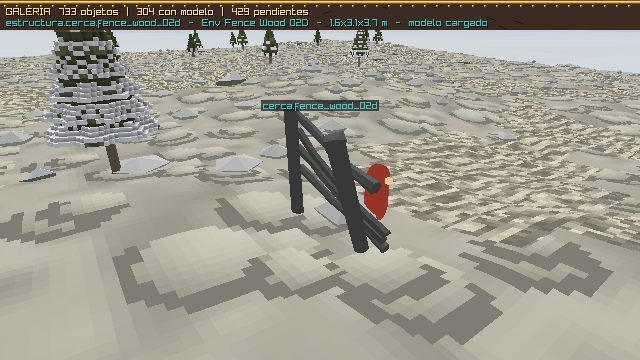 GALERIA 733 objetos | 304 con modelo | 429 pendientes
estructura.cerca.fence_wood_02d - Env Fence Wood 02D - 1.6x3.1x3.7 m - modelo cargado
cerca.fence_wood_02d